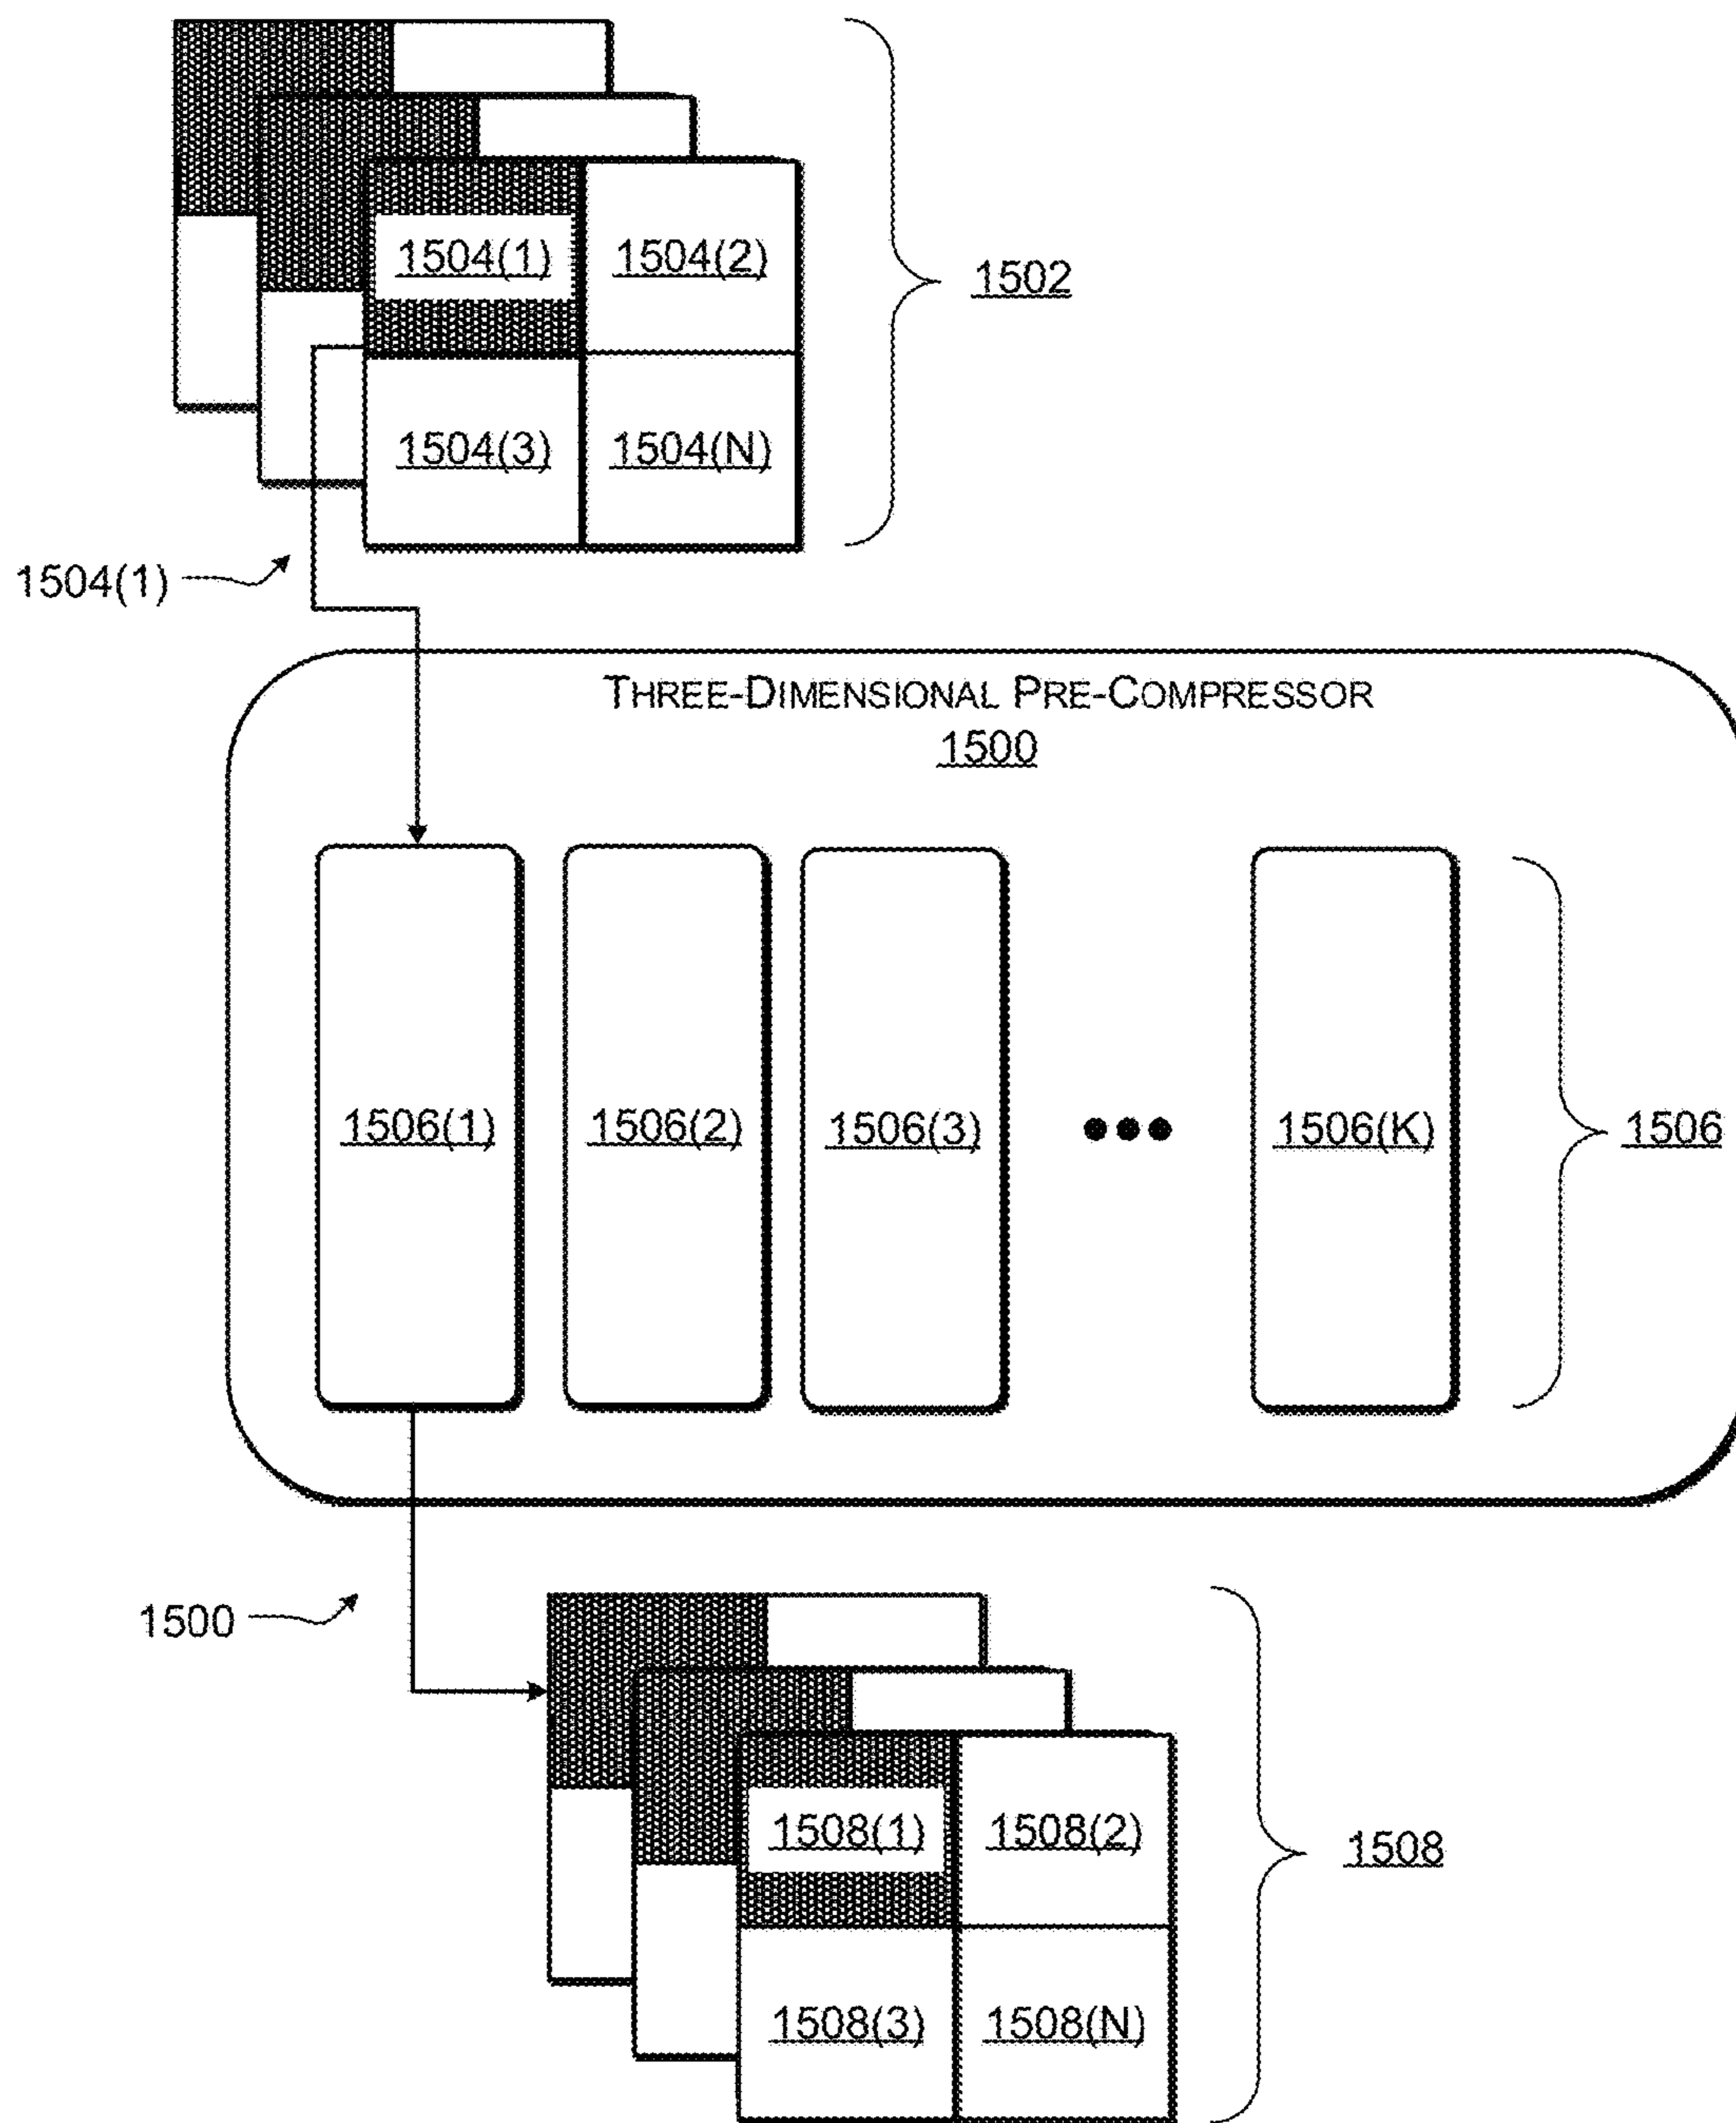 1504(1) 1504(2)
1502
1504(3) 1504(N)
1504(1)
THREE-DIMENSIONAL PRE-COMPRESSOR
1500
1506(1) 1506(2) 1506(3) ●●● 1506(K) 1506
1500
1508(1) 1508(2)
1508
1508(3) 1508(N)